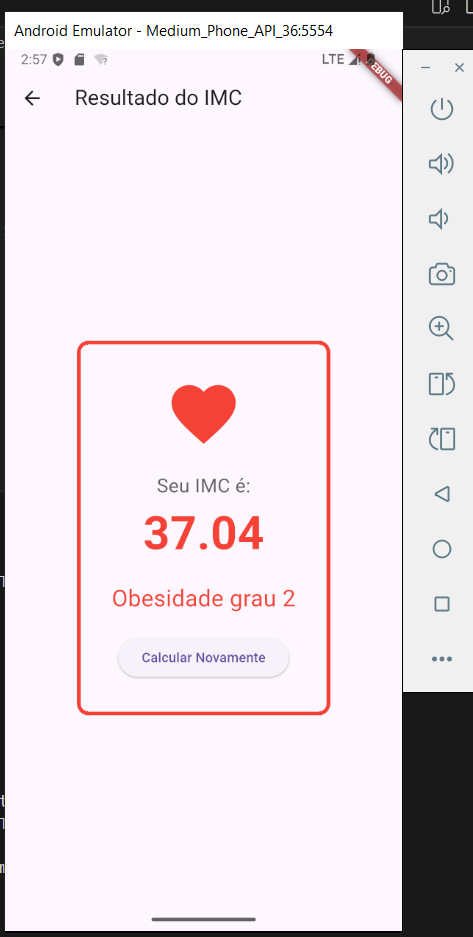 Android Emulator - Medium_Phone_API_36:5554
2:57
LTE
Resultado do IMC
Seu IMC é:
37.04
Obesidade grau 2
Calcular Novamente